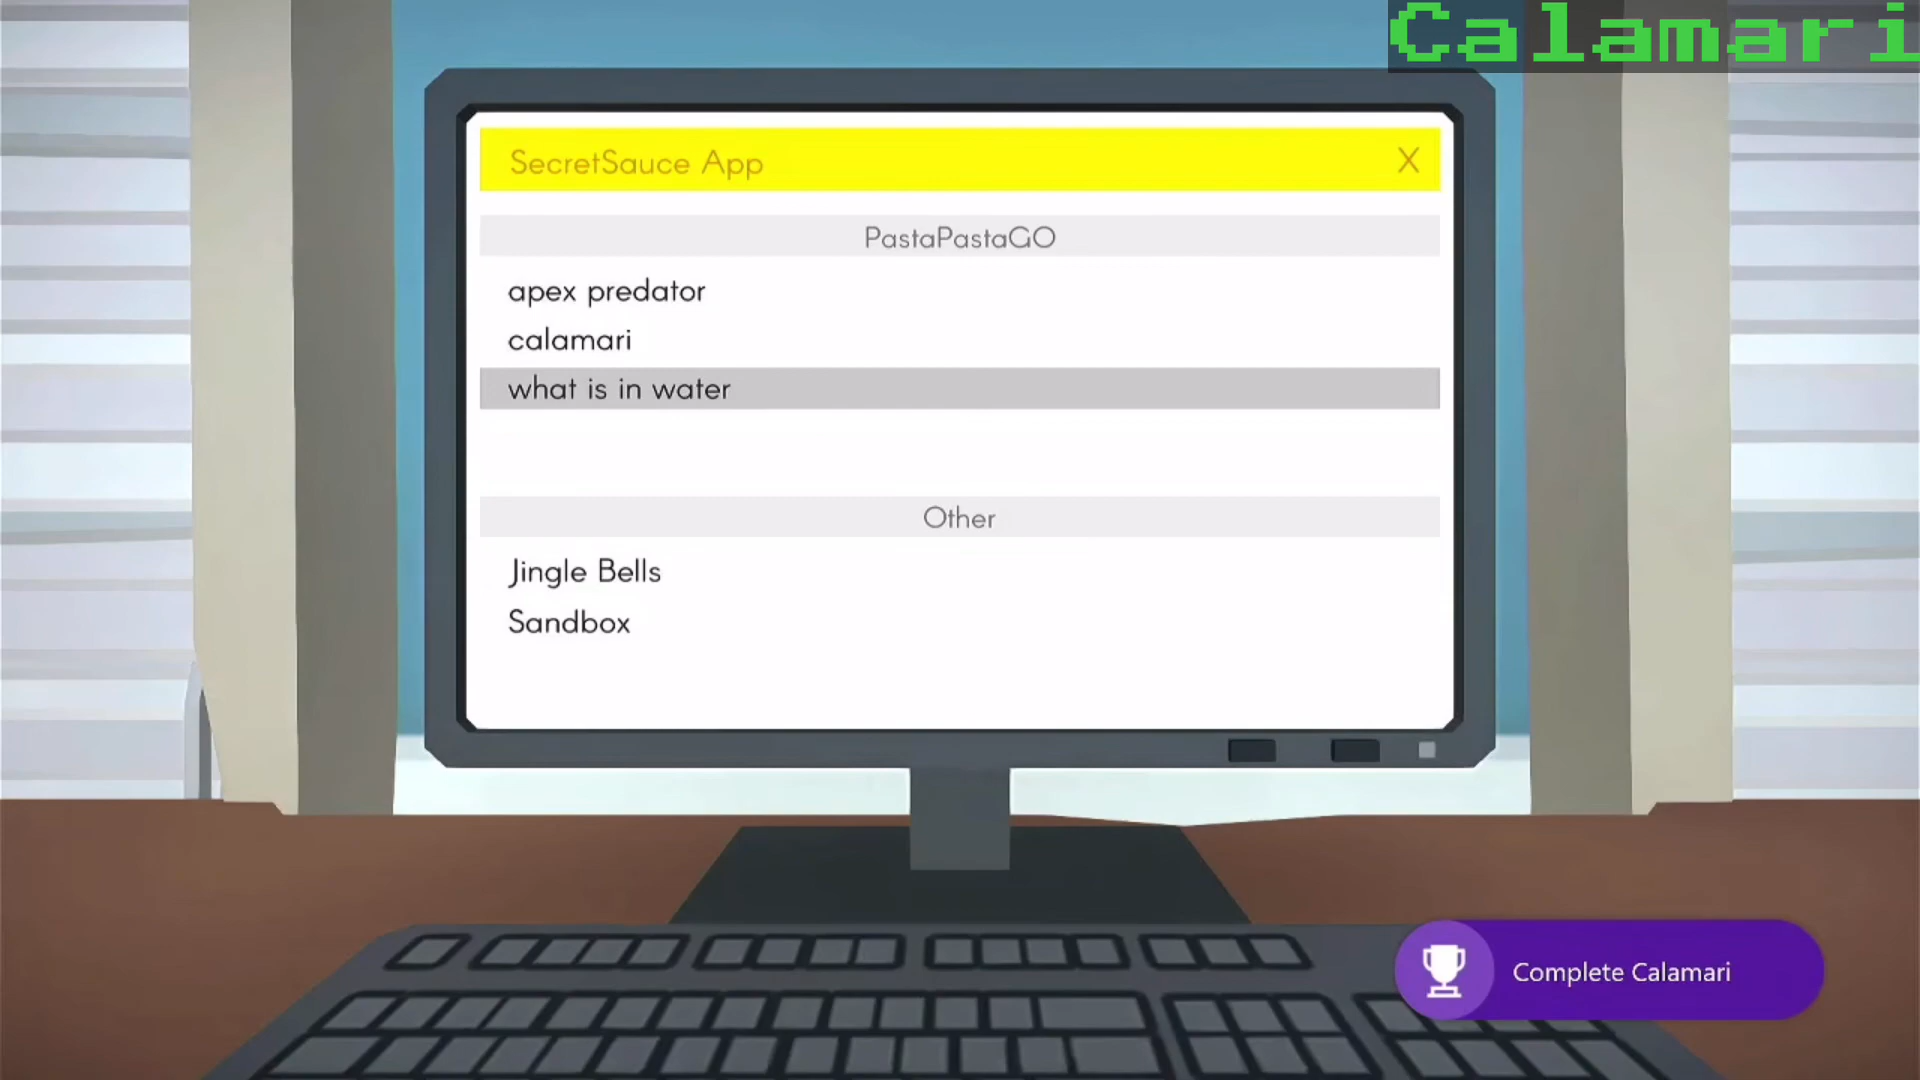 Calamari
SecretSauce App X
PastaPastaGO
apex predator
calamari
what is in water
Other
Jingle Bells
Sandbox
Complete Calamari